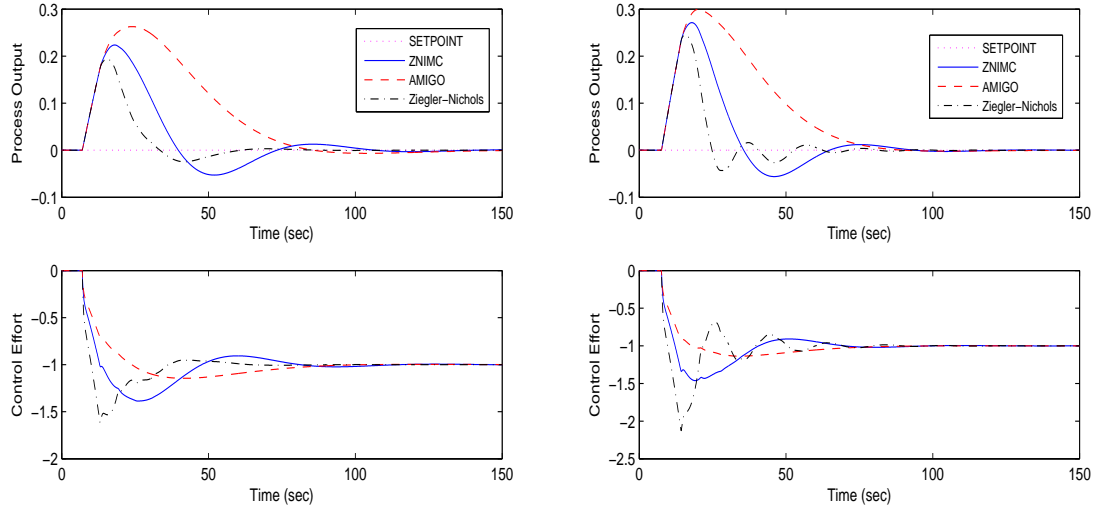 Process Output
0.3
0.2
0.1
0
−0.1
0
50
100
150
Time (sec)
SETPOINT
ZNIMC
AMIGO
Ziegler−Nichols
Process Output
0.3
0.2
0.1
0
0.1
0
50
100
150
Time (sec)
SETPOINT
ZNIMC
AMIGO
Ziegler−Nichols
Control Effort
0
−0.5
−1
−1.5
−2
0
50
100
150
Time (sec)
Control Effort
0
−0.5
−1
−1.5
−2
−2.5
0
50
100
150
Time (sec)